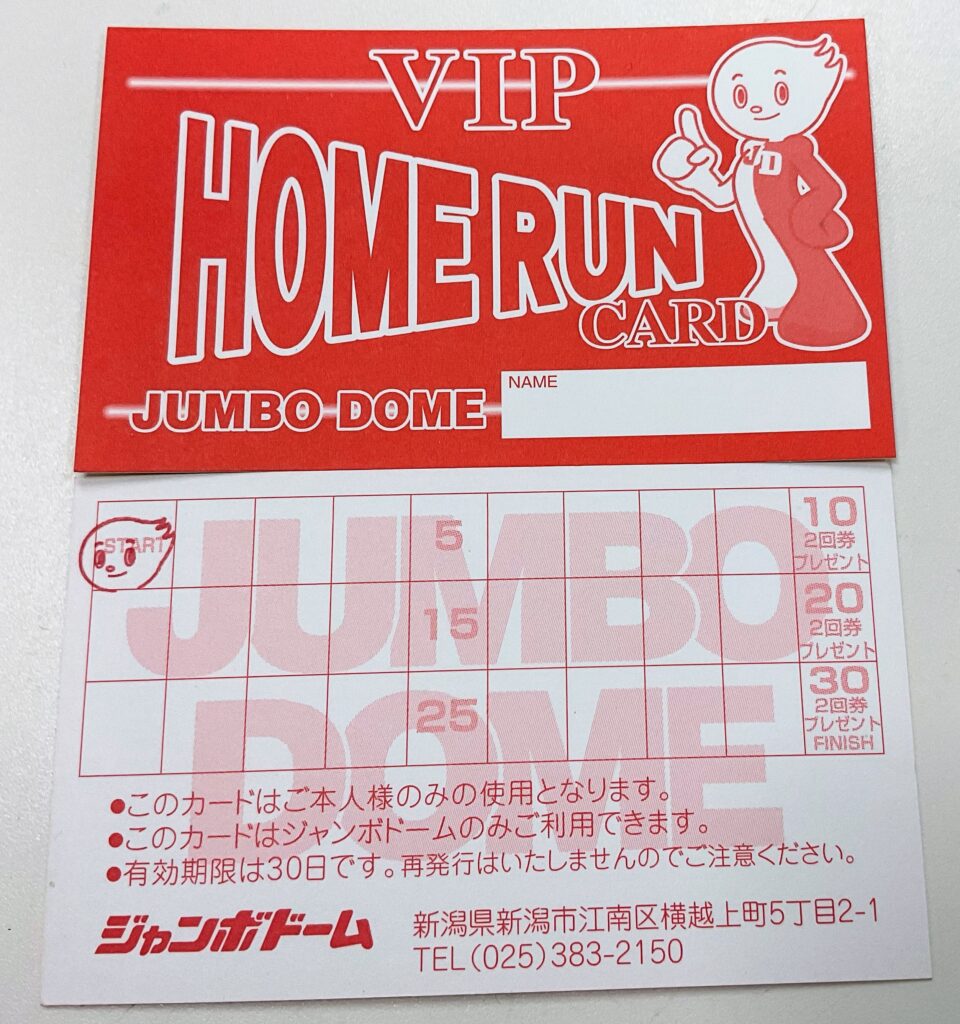 VIP
HOME RUN
CARD
JD
JUMBO DOME
NAME
START
5
10
2回券
プレゼント
15
20
2回券
プレゼント
25
30
2回券
プレゼント
FINISH
JUMBO
DOME
●このカードはご本人様のみの使用となります。
●このカードはジャンボドームのみご利用できます。
●有効期限は30日です。再発行はいたしませんのでご注意ください。
ジャンボドーム
新潟県新潟市江南区横越上町5丁目2-1
TEL(025)383-2150